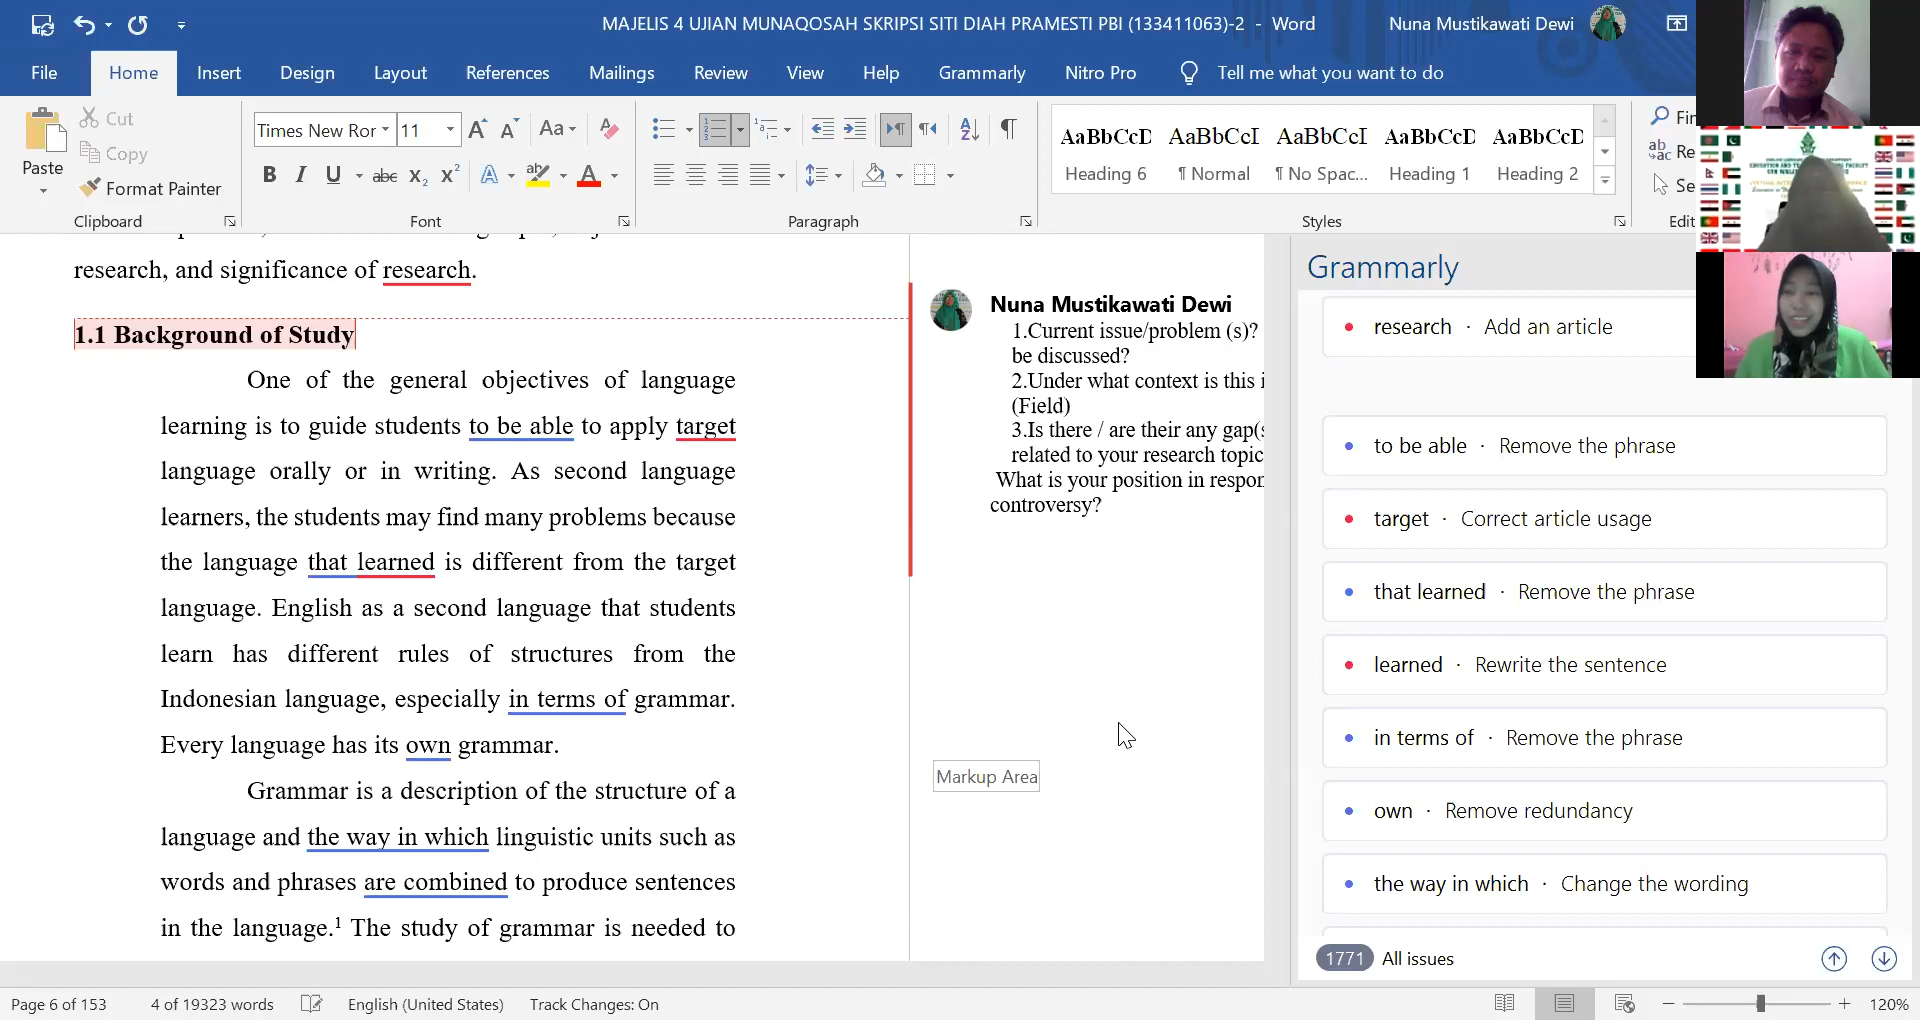 MAJELIS 4 UJIAN MUNAQOSAH SKRIPSI SITI DIAH PRAMESTI PBI (133411063)-2 - Word
Nuna Mustikawati Dewi
File Home Insert Design Layout References Mailings Review View Help Grammarly Nitro Pro Tell me what you want to do
Paste
Cut
Copy
Format Painter
Clipboard
Times New Ror
11
Font
Paragraph
AaBbCcD AaBbCcI AaBbCcI AaBbCcD AaBbCcD
Heading 6 ¶ Normal ¶ No Spac... Heading 1 Heading 2
Styles
Fin
Re
Se
Edit
research, and significance of research.
1.1 Background of Study
One of the general objectives of language
learning is to guide students to be able to apply target
language orally or in writing. As second language
learners, the students may find many problems because
the language that learned is different from the target
language. English as a second language that students
learn has different rules of structures from the
Indonesian language, especially in terms of grammar.
Every language has its own grammar.
Grammar is a description of the structure of a
language and the way in which linguistic units such as
words and phrases are combined to produce sentences
in the language.¹ The study of grammar is needed to
Nuna Mustikawati Dewi
1.Current issue/problem (s)?
be discussed?
2.Under what context is this i
(Field)
3.Is there / are their any gap(s
related to your research topic
What is your position in respon
controversy?
Markup Area
Grammarly
research · Add an article
to be able · Remove the phrase
target · Correct article usage
that learned · Remove the phrase
learned · Rewrite the sentence
in terms of · Remove the phrase
own · Remove redundancy
the way in which · Change the wording
1771 All issues
Page 6 of 153
4 of 19323 words
English (United States)
Track Changes: On
120%